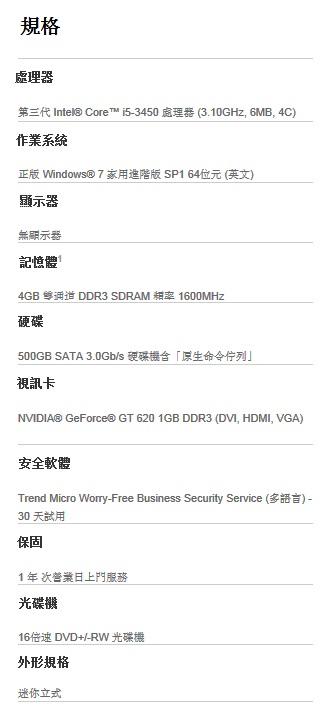 規格
處理器
第三代 Intel® Core™ i5-3450 處理器 (3.10GHz, 6MB, 4C)
作業系統
正版 Windows® 7 家用進階版 SP1 64位元 (英文)
顯示器
無顯示器
記憶體1
4GB 雙通道 DDR3 SDRAM 頻率 1600MHz
硬碟
500GB SATA 3.0Gb/s 硬碟機含「原生命令佇列」
視訊卡
NVIDIA® GeForce® GT 620 1GB DDR3 (DVI, HDMI, VGA)
安全軟體
Trend Micro Worry-Free Business Security Service (多語言) -
30 天試用
保固
1 年 次營業日上門服務
光碟機
16倍速 DVD+/-RW 光碟機
外形規格
迷你立式